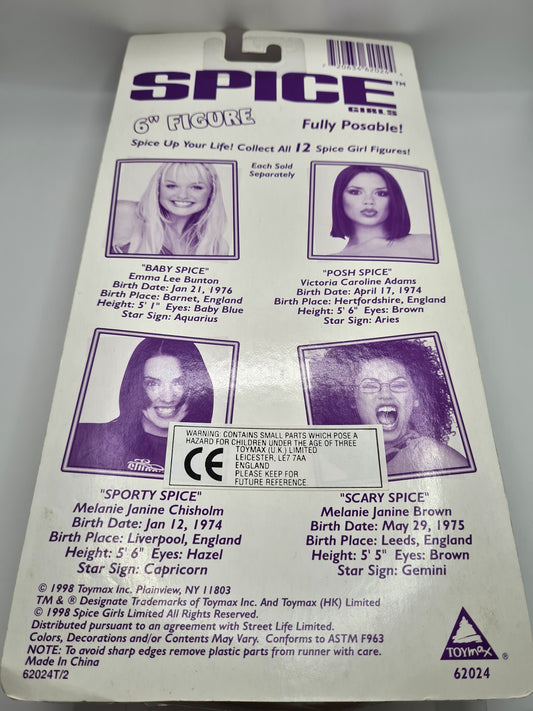 7 20634 62024 4
SPICE™
GIRLS
6" FIGURE
Fully Posable!
Spice Up Your Life! Collect All 12 Spice Girl Figures!
Each Sold
Separately
"BABY SPICE"
Emma Lee Bunton
Birth Date: Jan 21, 1976
Birth Place: Barnet, England
Height: 5' 1" Eyes: Baby Blue
Star Sign: Aquarius
"POSH SPICE"
Victoria Caroline Adams
Birth Date: April 17, 1974
Birth Place: Hertfordshire, England
Height: 5' 6" Eyes: Brown
Star Sign: Aries
WARNING: CONTAINS SMALL PARTS WHICH POSE A
HAZARD FOR CHILDREN UNDER THE AGE OF THREE
TOYMAX (U.K.) LIMITED
LEICESTER, LE7 7AA
ENGLAND
PLEASE KEEP FOR
FUTURE REFERENCE.
CE
"SPORTY SPICE"
Melanie Janine Chisholm
Birth Date: Jan 12, 1974
Birth Place: Liverpool, England
Height: 5' 6" Eyes: Hazel
Star Sign: Capricorn
"SCARY SPICE"
Melanie Janine Brown
Birth Date: May 29, 1975
Birth Place: Leeds, England
Height: 5' 5" Eyes: Brown
Star Sign: Gemini
© 1998 Toymax Inc. Plainview, NY 11803
TM & ® Designate Trademarks of Toymax Inc. And Toymax (HK) Limited
© 1998 Spice Girls Limited All Rights Reserved.
Distributed pursuant to an agreement with Street Life Limited.
Colors, Decorations and/or Contents May Vary. Conforms to ASTM F963
NOTE: To avoid sharp edges remove plastic parts from runner with care.
Made In China
62024T/2
TOYmax ®
62024